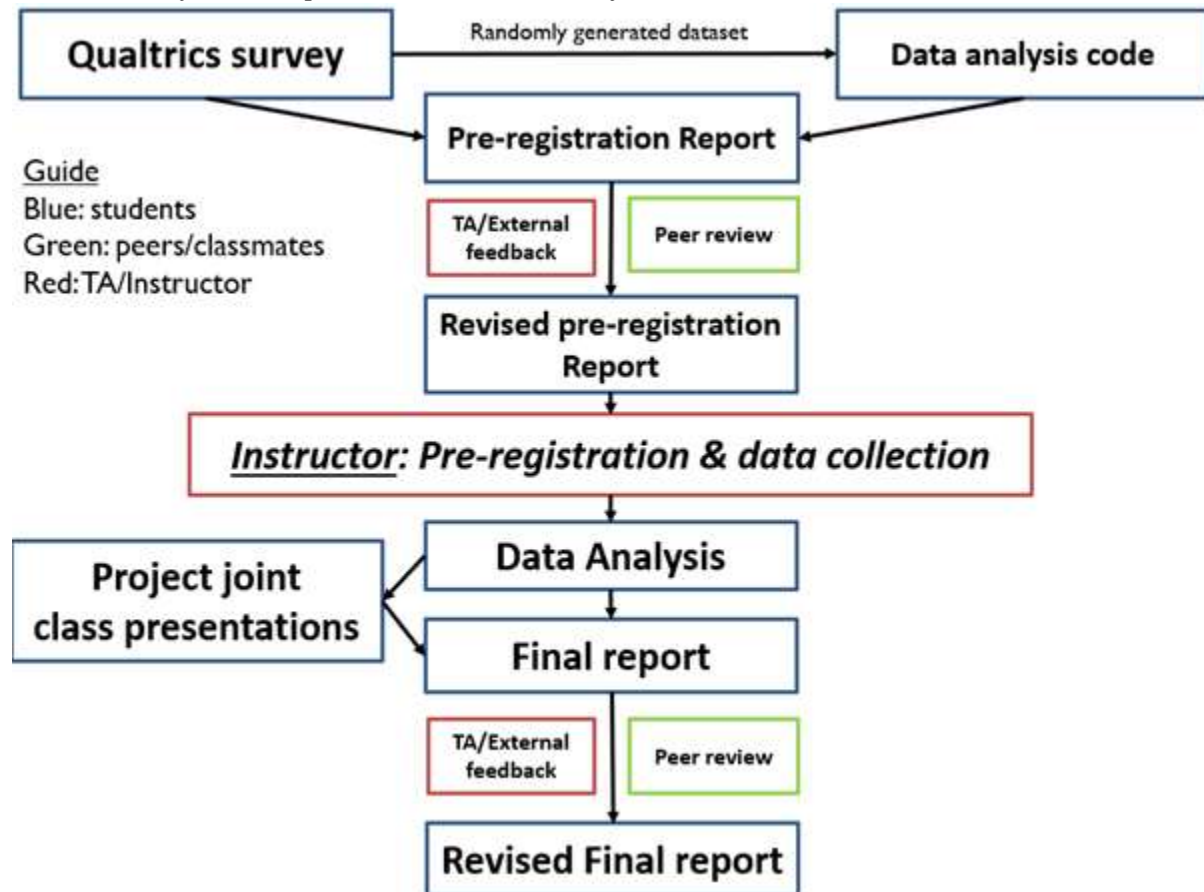 Qualtrics survey
Randomly generated dataset
Data analysis code
Pre-registration Report
Guide
Blue: students
Green: peers/classmates
Red: TA/Instructor
TA/External
feedback
Peer review
Revised pre-registration
Report
Instructor: Pre-registration & data collection
Data Analysis
Project joint
class presentations
Final report
TA/External
feedback
Peer review
Revised Final report